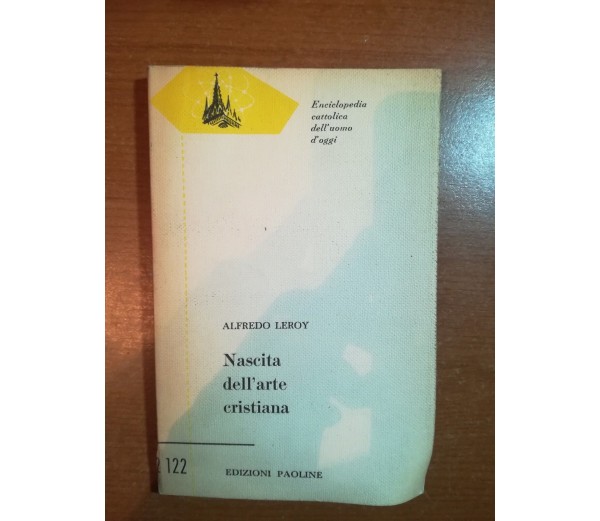 Enciclopedia
cattolica
dell'uomo
d'oggi
ALFREDO LEROY
Nascita
dell'arte
cristiana
122
EDIZIONI PAOLINE